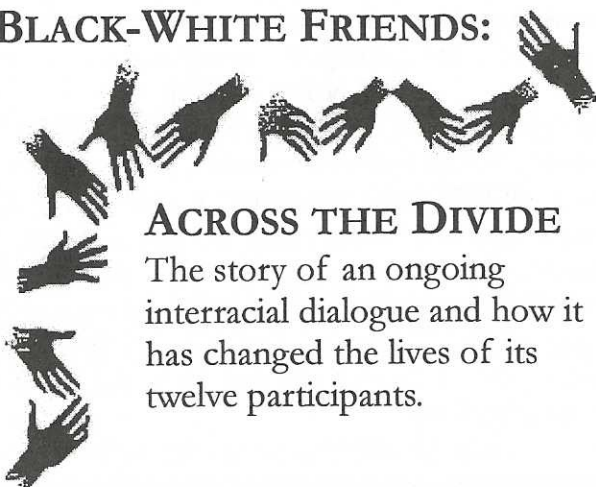 BLACK-WHITE FRIENDS:
ACROSS THE DIVIDE
The story of an ongoing
interracial dialogue and how it
has changed the lives of its
twelve participants.